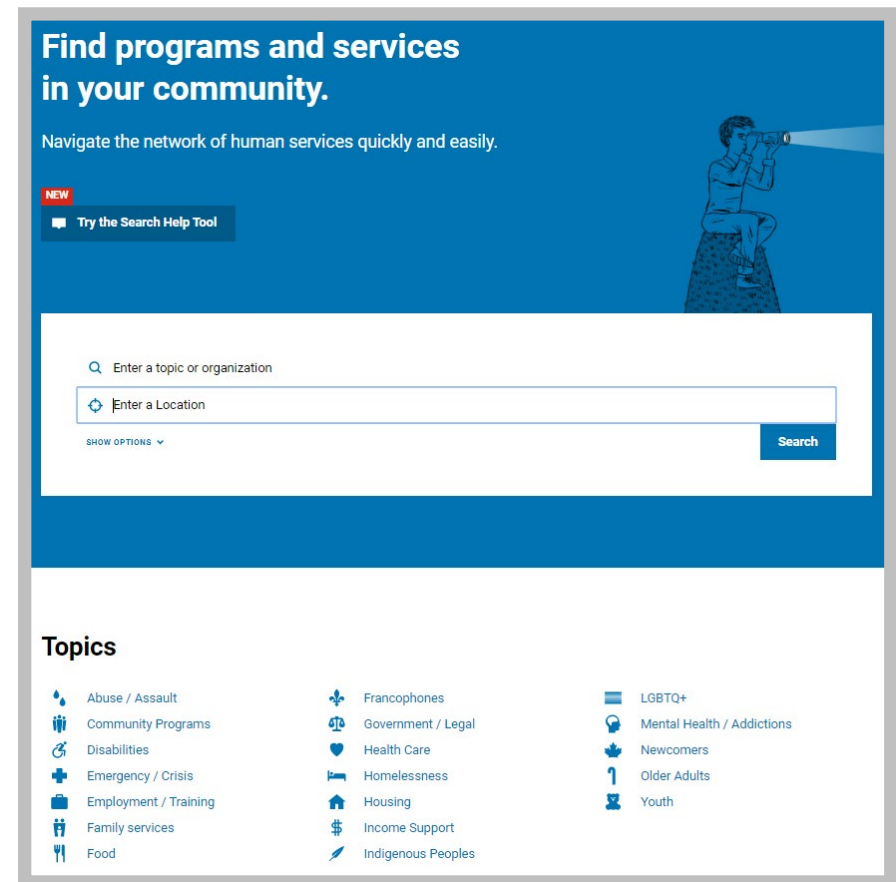 Find programs and services
in your community.
Navigate the network of human services quickly and easily.
NEW
Try the Search Help Tool
Enter a topic or organization
Enter a Location
SHOW OPTIONS
Search
Topics
Abuse / Assault
Community Programs
Disabilities
Emergency / Crisis
Employment / Training
Family services
Food
Francophones
Government / Legal
Health Care
Homelessness
Housing
Income Support
Indigenous Peoples
LGBTQ+
Mental Health / Addictions
Newcomers
Older Adults
Youth